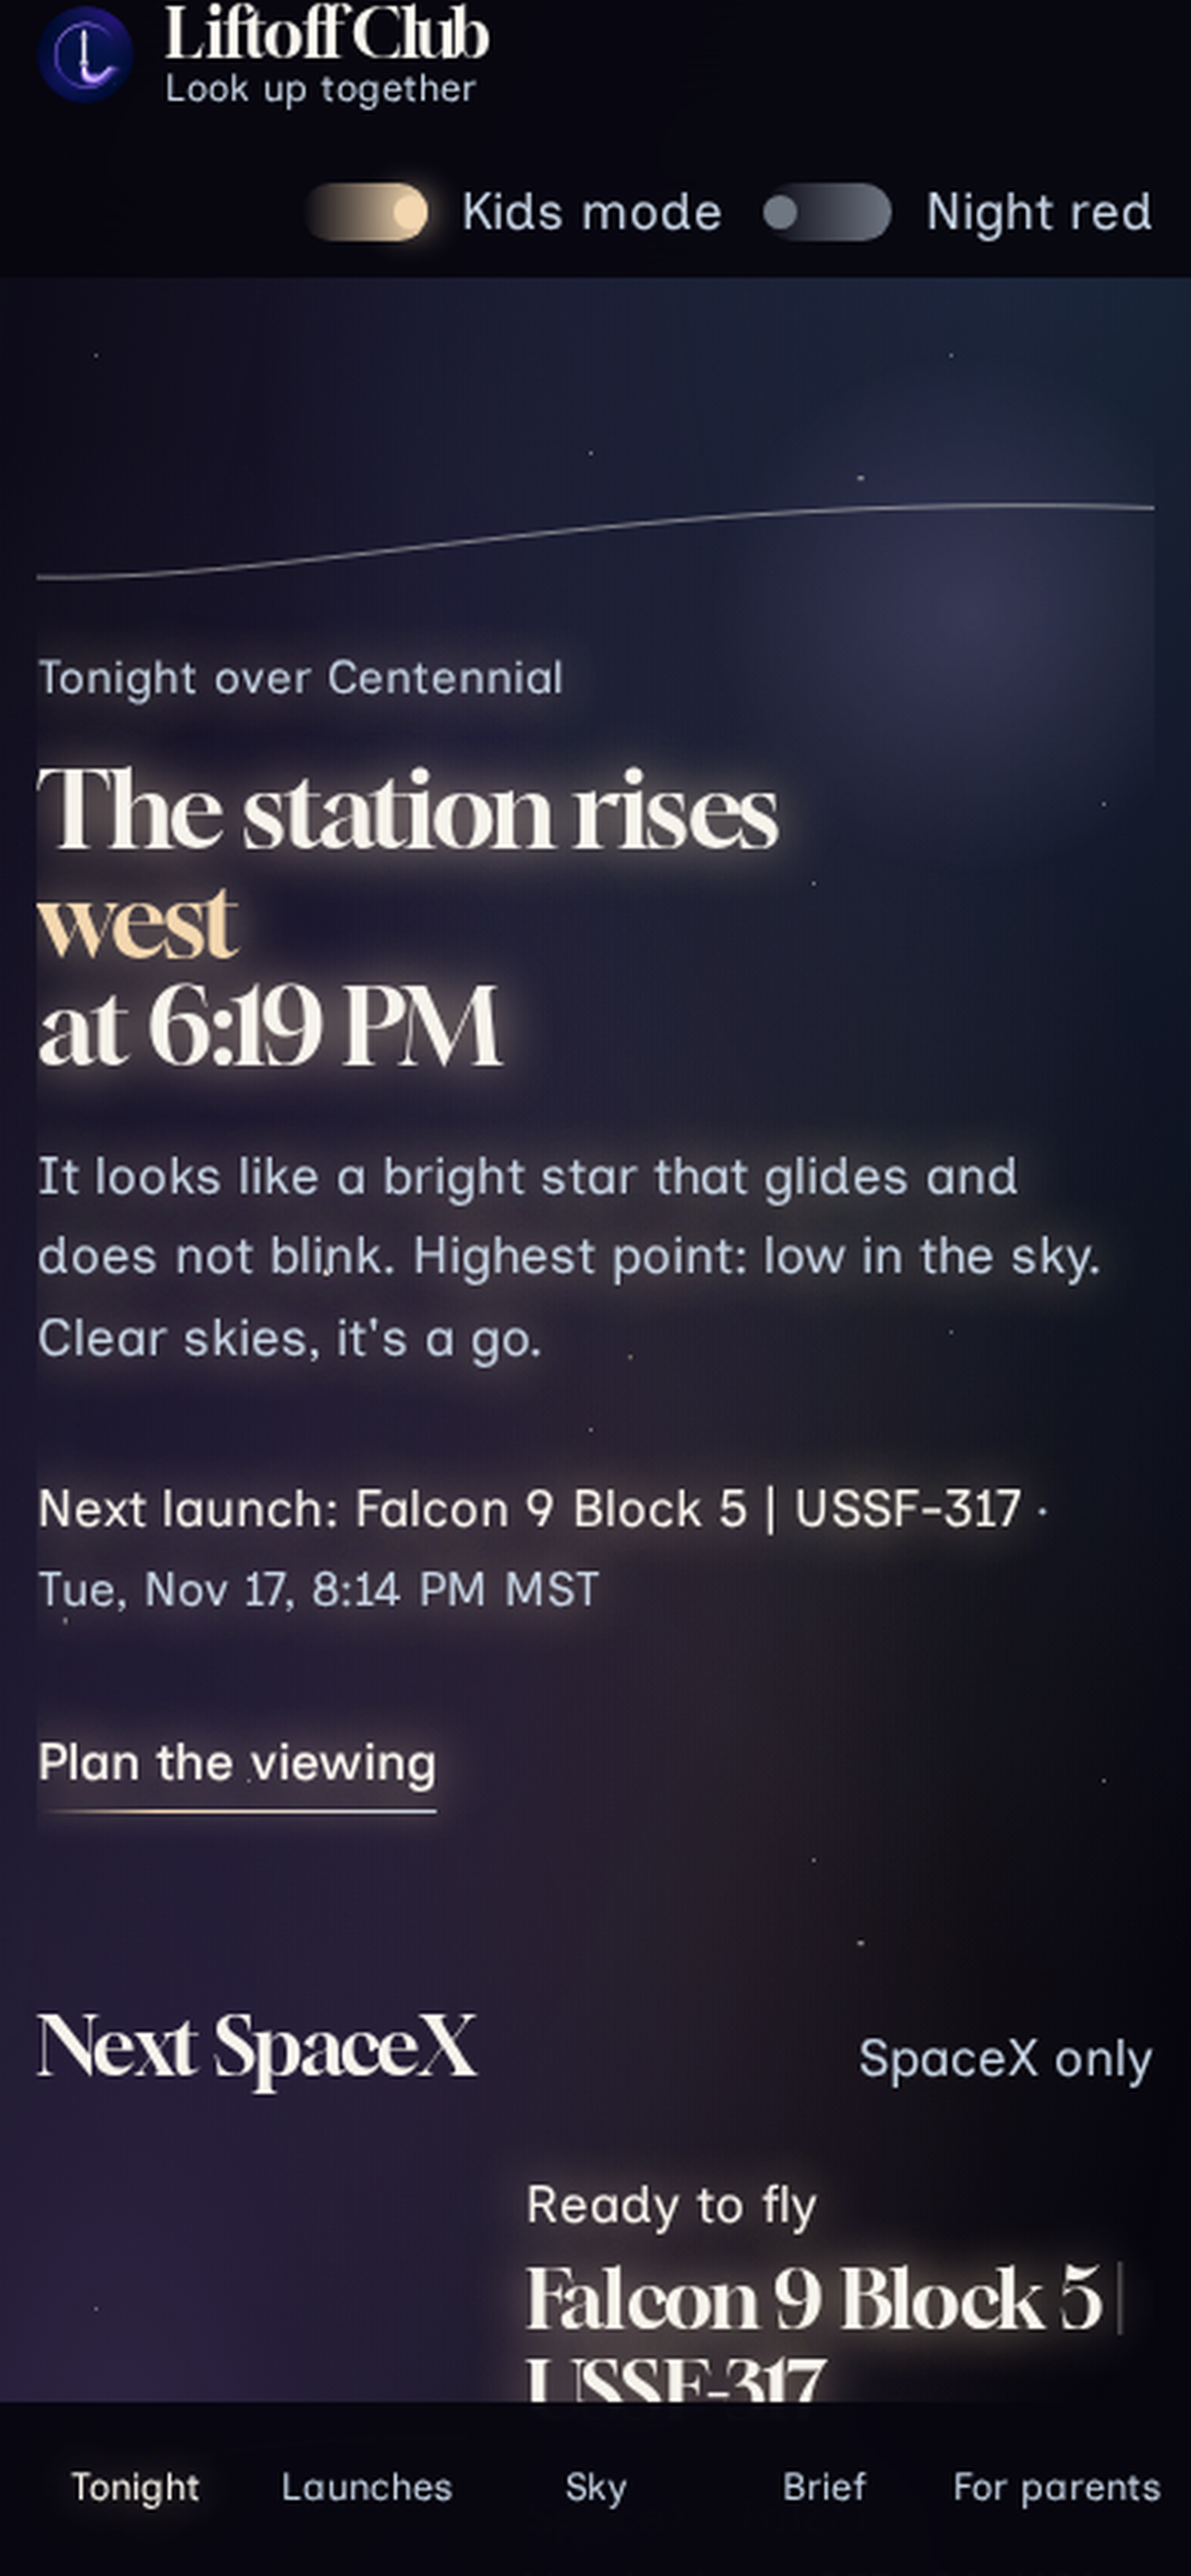 Liftoff Club
Look up together
Kids mode
Night red
Tonight over Centennial
The station rises
west
at 6:19 PM
It looks like a bright star that glides and
does not blink. Highest point: low in the sky.
Clear skies, it's a go.
Next launch: Falcon 9 Block 5 | USSF-317 ·
Tue, Nov 17, 8:14 PM MST
Plan the viewing
Next SpaceX
SpaceX only
Ready to fly
Falcon 9 Block 5 |
USSF-317
Tonight
Launches
Sky
Brief
For parents